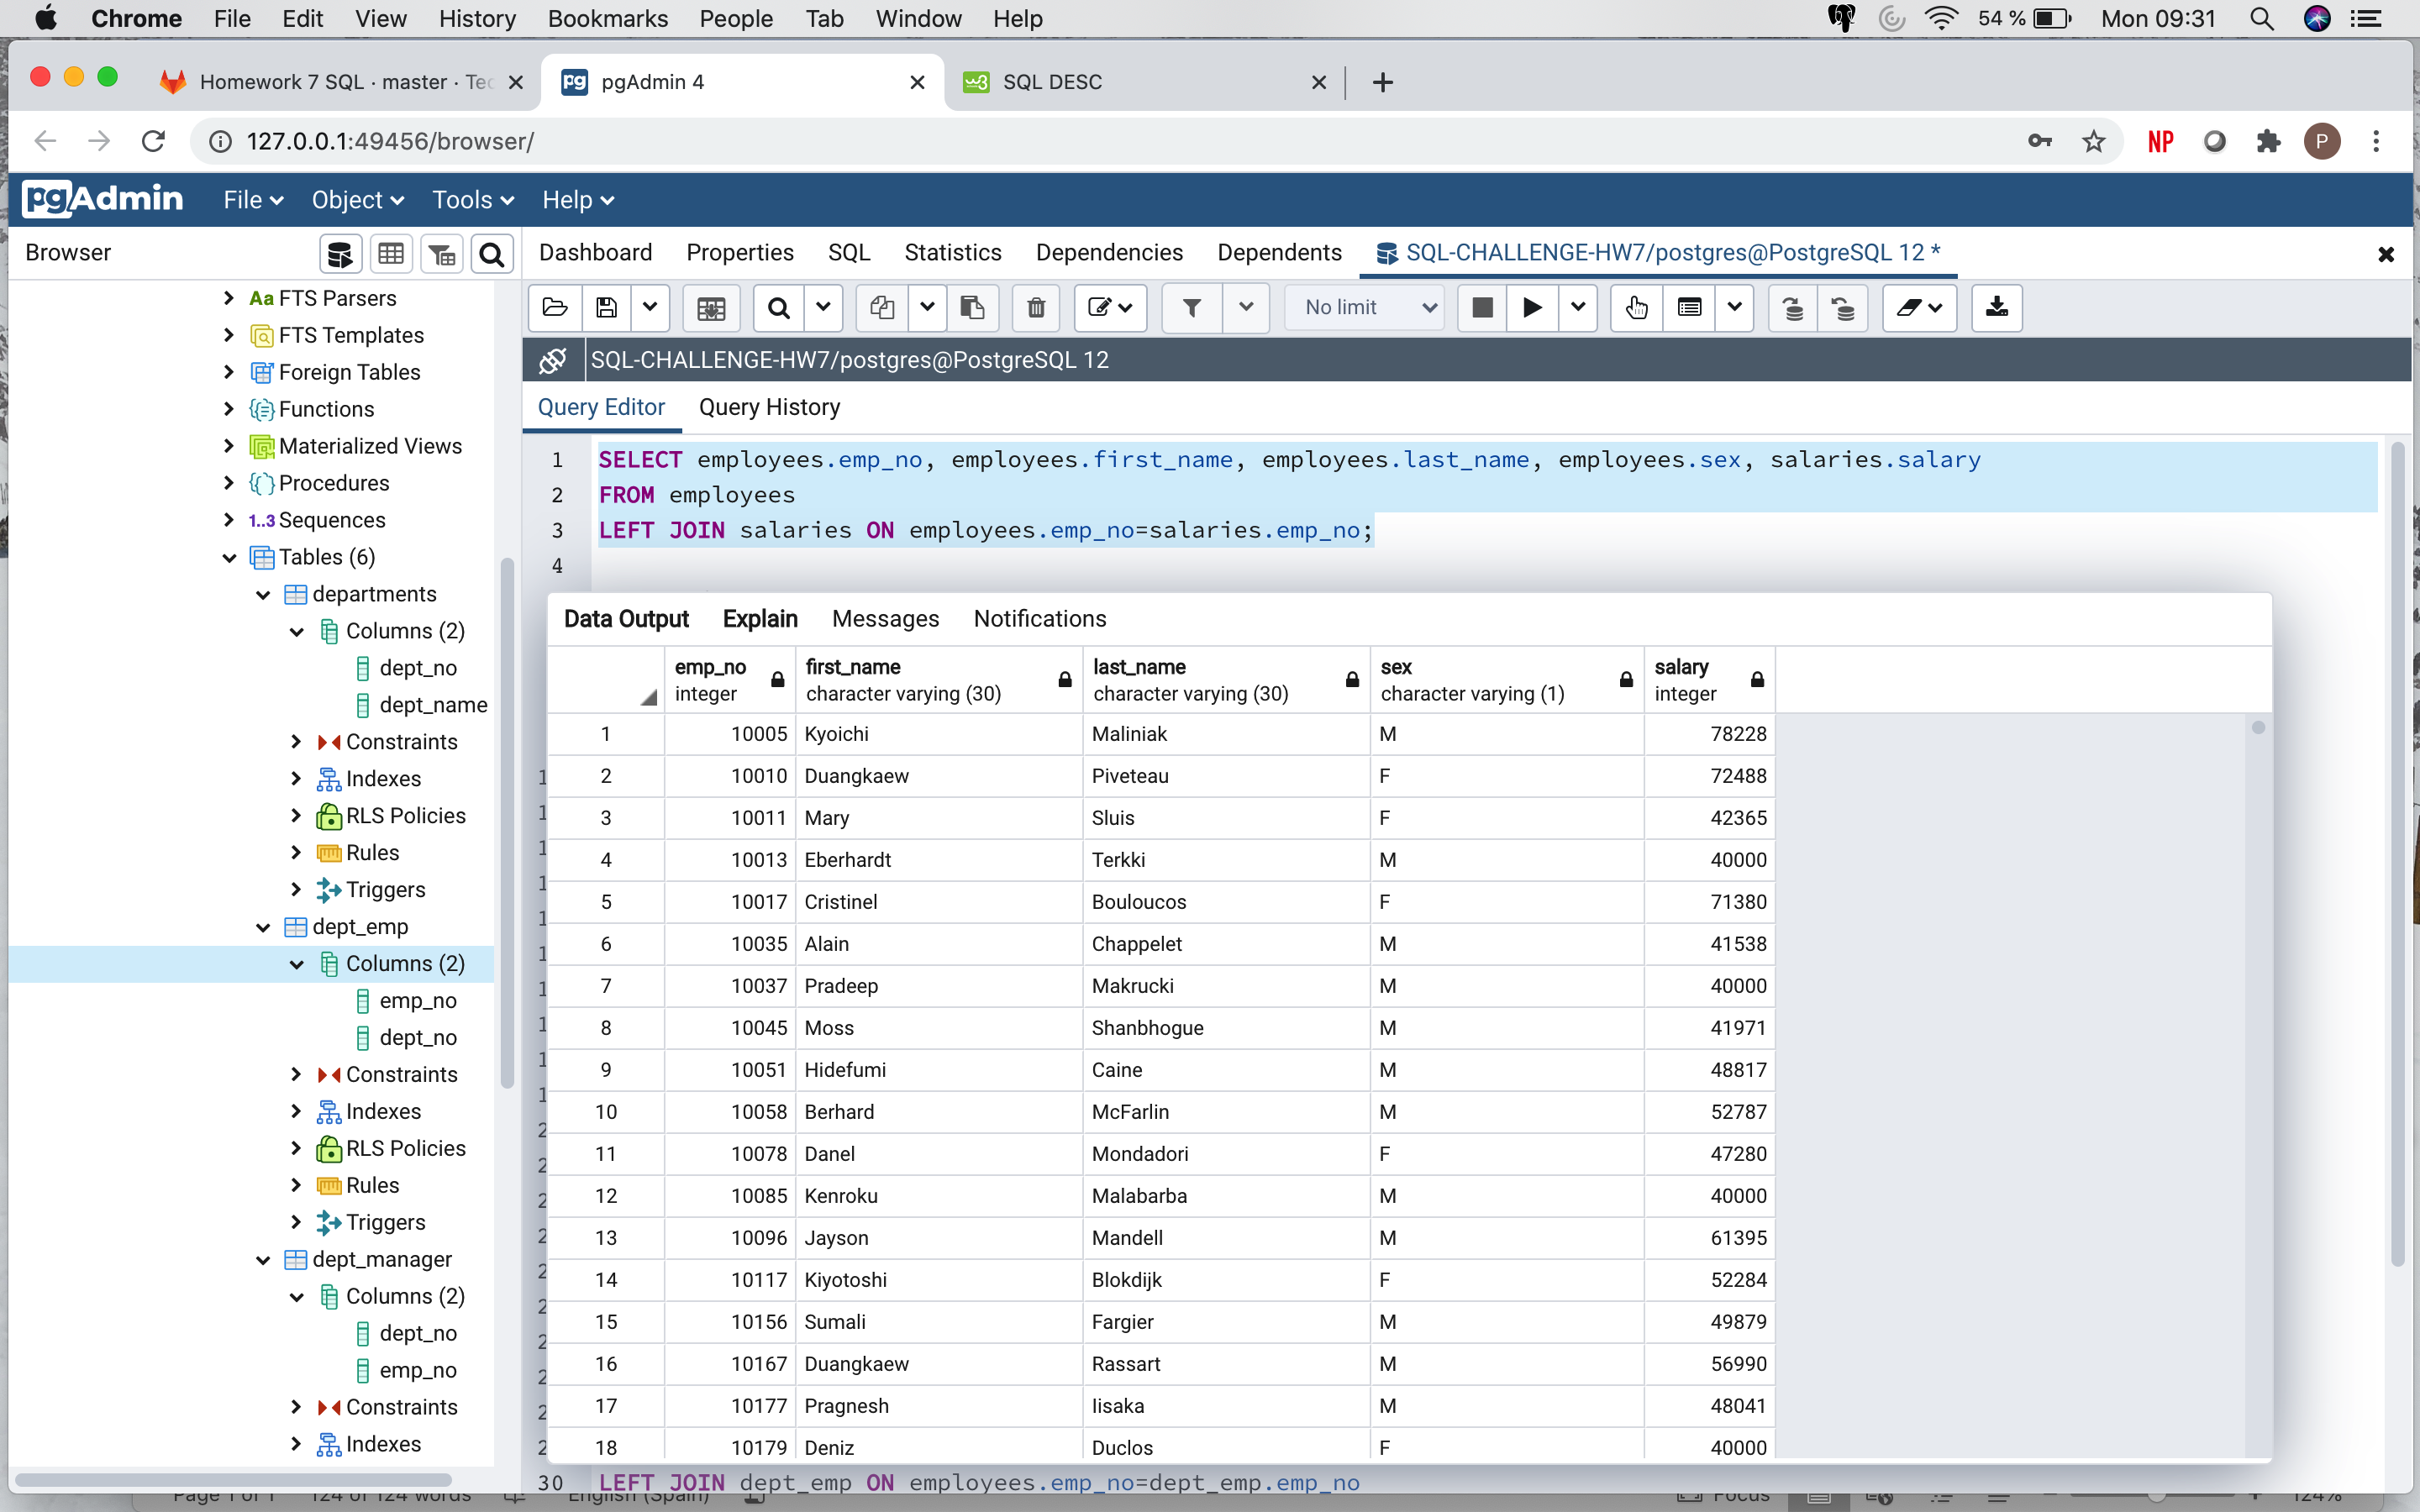 Chrome File Edit View History Bookmarks People Tab Window Help 54 % Mon 09:31
Homework 7 SQL · master · Tec pgAdmin 4 SQL DESC
127.0.0.1:49456/browser/ NP P
pgAdmin File Object Tools Help
Browser Dashboard Properties SQL Statistics Dependencies Dependents SQL-CHALLENGE-HW7/postgres@PostgreSQL 12 *
No limit
SQL-CHALLENGE-HW7/postgres@PostgreSQL 12
Query Editor Query History
Aa FTS Parsers
FTS Templates
Foreign Tables
Functions
Materialized Views
Procedures
1..3 Sequences
Tables (6)
departments
Columns (2)
dept_no
dept_name
Constraints
Indexes
RLS Policies
Rules
Triggers
dept_emp
Columns (2)
emp_no
dept_no
Constraints
Indexes
RLS Policies
Rules
Triggers
dept_manager
Columns (2)
dept_no
emp_no
Constraints
Indexes
1 SELECT employees.emp_no, employees.first_name, employees.last_name, employees.sex, salaries.salary
2 FROM employees
3 LEFT JOIN salaries ON employees.emp_no=salaries.emp_no;
4
Data Output Explain Messages Notifications
emp_no first_name last_name sex salary
integer character varying (30) character varying (30) character varying (1) integer
1 10005 Kyoichi Maliniak M 78228
2 10010 Duangkaew Piveteau F 72488
3 10011 Mary Sluis F 42365
4 10013 Eberhardt Terkki M 40000
5 10017 Cristinel Bouloucos F 71380
6 10035 Alain Chappelet M 41538
7 10037 Pradeep Makrucki M 40000
8 10045 Moss Shanbhogue M 41971
9 10051 Hidefumi Caine M 48817
10 10058 Berhard McFarlin M 52787
11 10078 Danel Mondadori F 47280
12 10085 Kenroku Malabarba M 40000
13 10096 Jayson Mandell M 61395
14 10117 Kiyotoshi Blokdijk F 52284
15 10156 Sumali Fargier M 49879
16 10167 Duangkaew Rassart M 56990
17 10177 Pragnesh Iisaka M 48041
18 10179 Deniz Duclos F 40000
30 LEFT JOIN dept_emp ON employees.emp_no=dept_emp.emp_no
Page 1 of 1 124 of 124 words English (Spain) Focus 124%